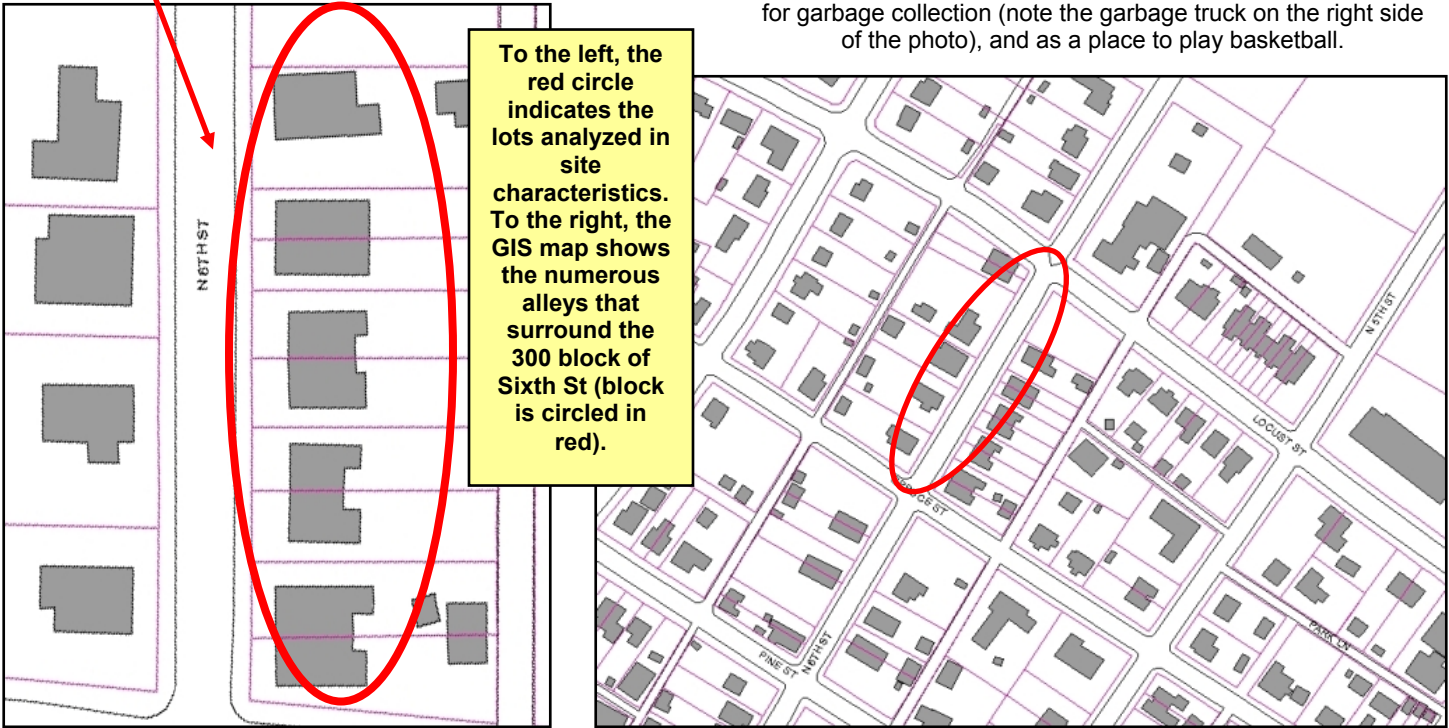 for garbage collection (note the garbage truck on the right side
of the photo), and as a place to play basketball.
To the left, the
red circle
indicates the
lots analyzed in
site
characteristics.
To the right, the
GIS map shows
the numerous
alleys that
surround the
300 block of
Sixth St (block
is circled in
red).
N 6TH ST
N 5TH ST
LOCUST ST
SPRUCE ST
PARK LN
PINE ST
N 6TH ST